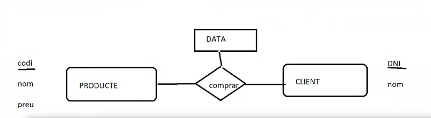 DATA
codi
DNI
PRODUCTE
comprar
CLIENT
nom
nom
preu